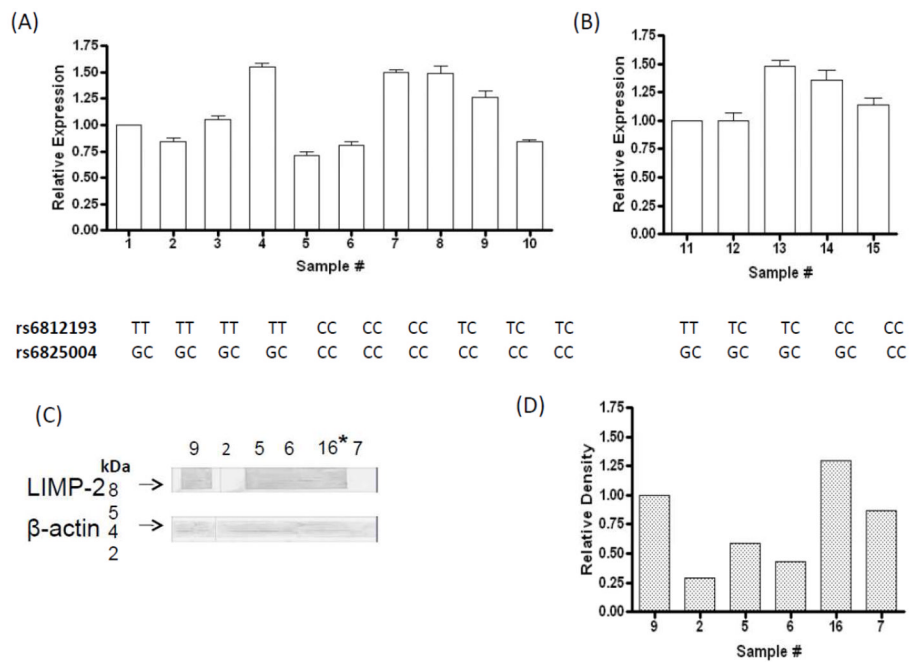 (A)
1.75
1.50
1.25
1.00
0.75
0.50
0.25
0.00
Relative Expression
1 2 3 4 5 6 7 8 9 10
Sample #
(B)
1.75
1.50
1.25
1.00
0.75
0.50
0.25
0.00
Relative Expression
11 12 13 14 15
Sample #
rs6812193 TT TT TT TT CC CC CC TC TC TC TT TC TC CC CC
rs6825004 GC GC GC GC CC CC CC CC CC CC GC GC GC GC CC
(C)
9 2 5 6 16* 7
kDa
LIMP-2 8
5
β-actin 4
2
(D)
1.75
1.50
1.25
1.00
0.75
0.50
0.25
0.00
Relative Density
9 2 5 6 16 7
Sample #